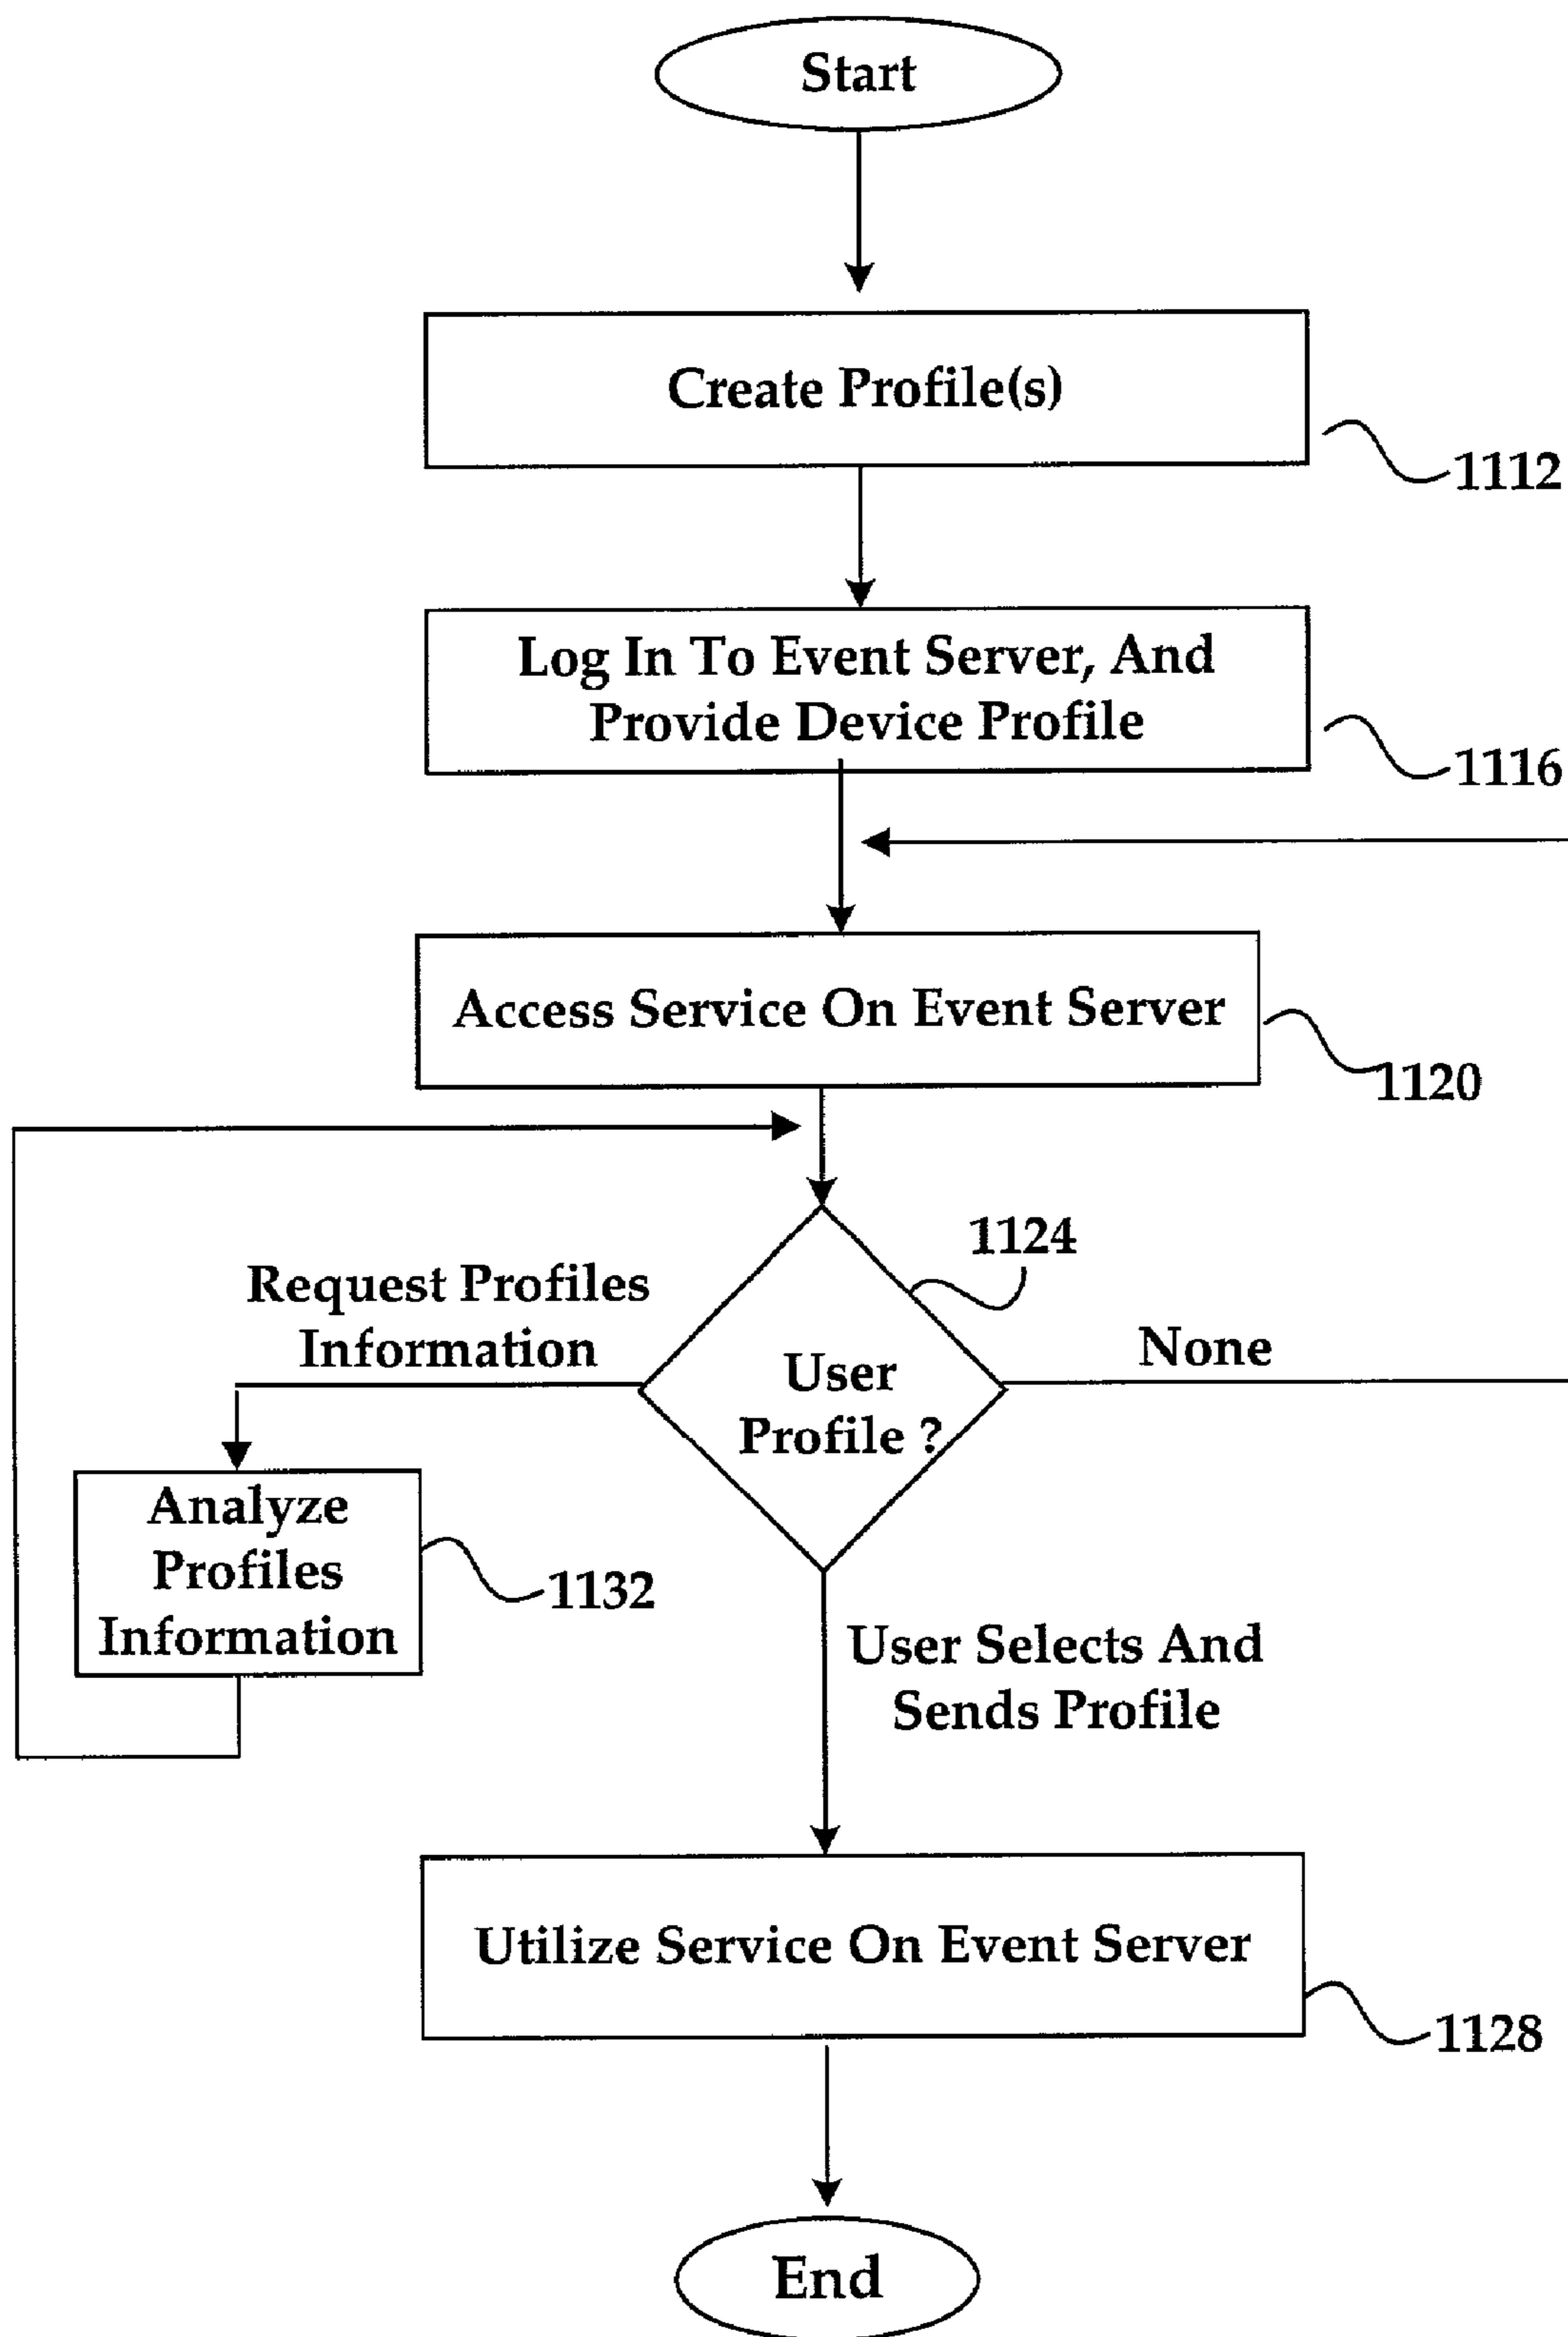 Start
Create Profile(s)
1112
Log In To Event Server, And
Provide Device Profile
1116
Access Service On Event Server
1120
1124
Request Profiles
Information
None
User
Profile ?
Analyze
Profiles
Information
1132
User Selects And
Sends Profile
Utilize Service On Event Server
1128
End